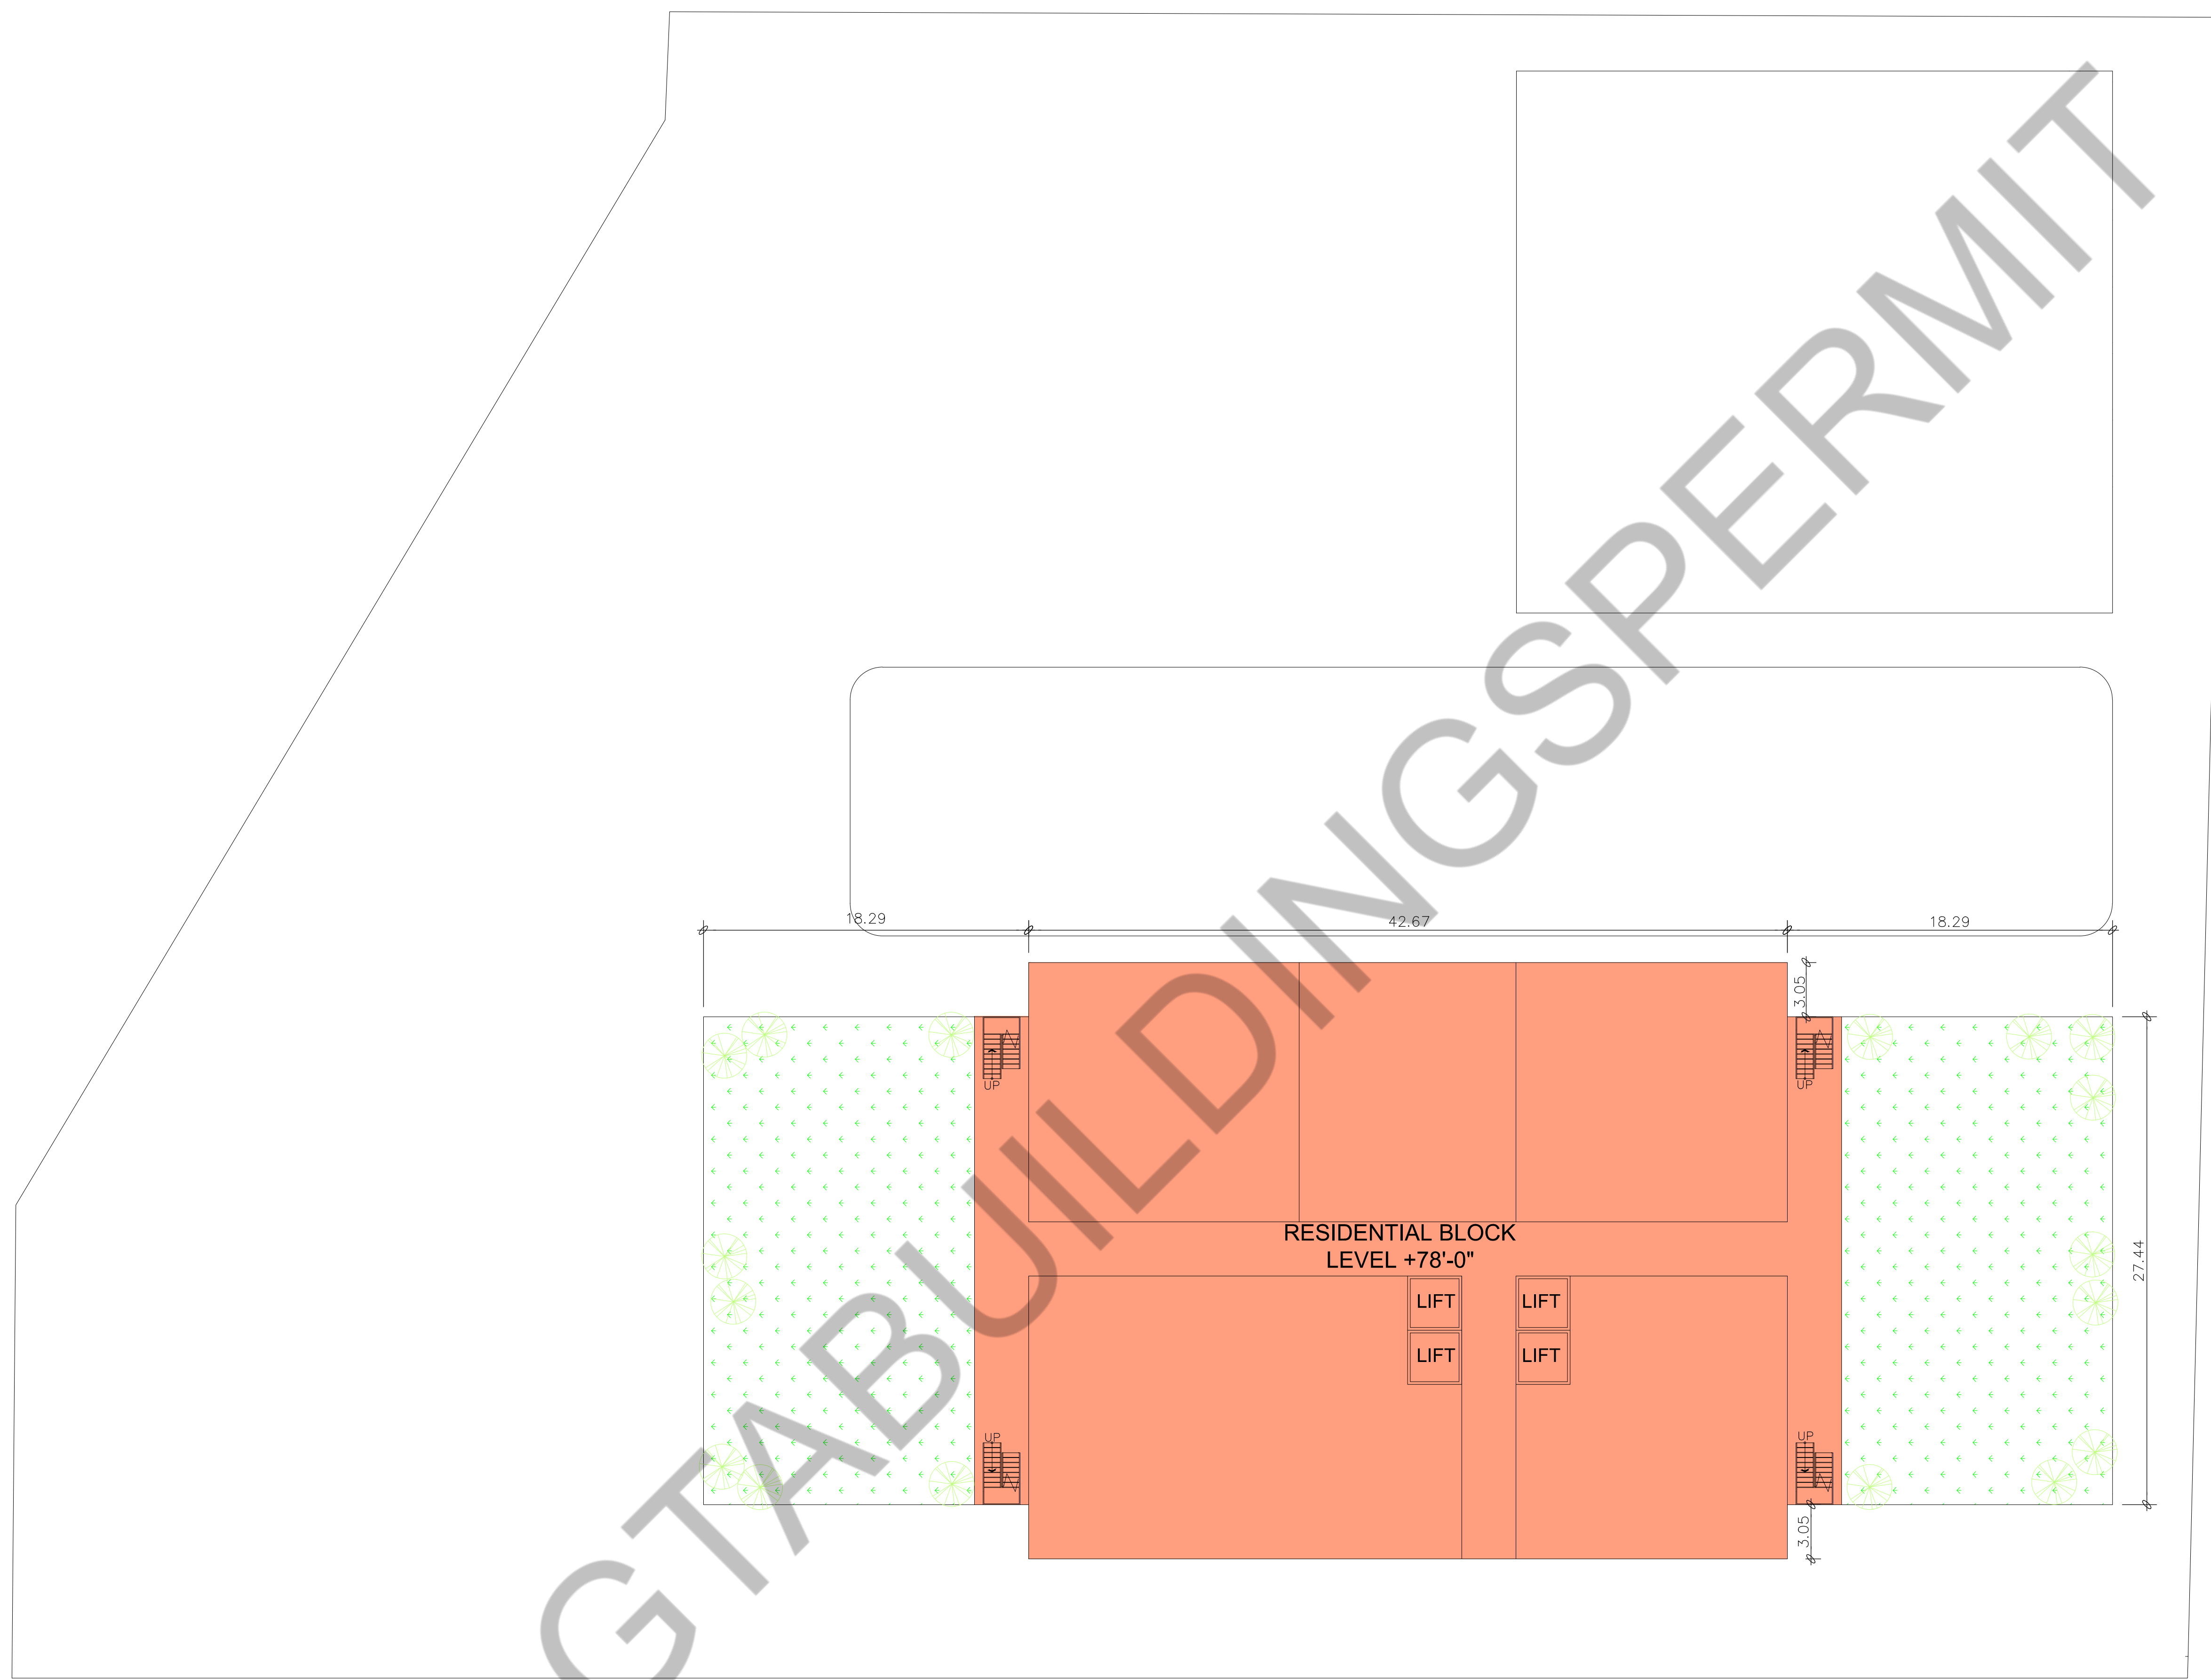 GTABUILDINGSPERMIT
18.29
42.67
18.29
3.05
UP
UP
RESIDENTIAL BLOCK
LEVEL +78'-0"
27.44
LIFT
LIFT
LIFT
LIFT
UP
UP
3.05